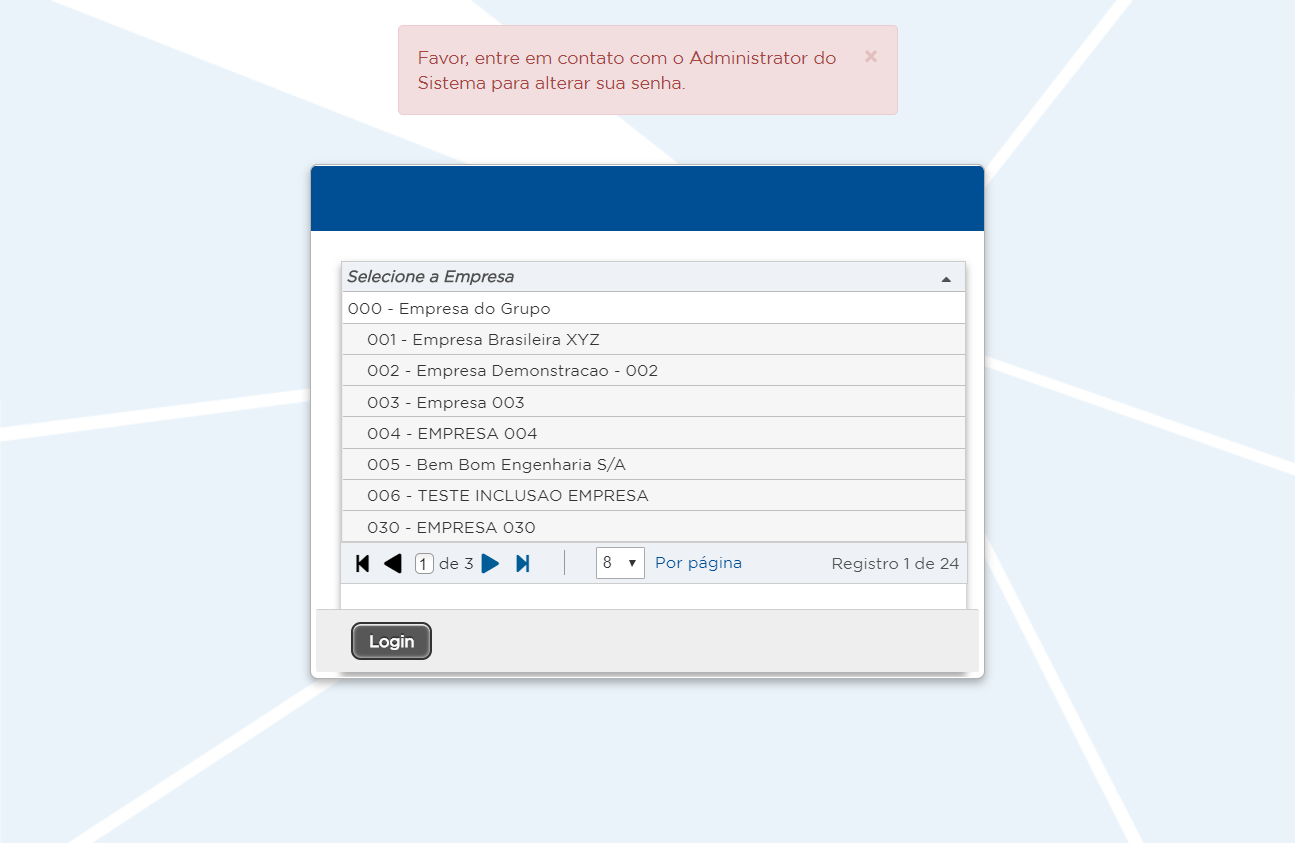 Favor, entre em contato com o Administrator do
Sistema para alterar sua senha.
×
Selecione a Empresa
000 - Empresa do Grupo
001 - Empresa Brasileira XYZ
002 - Empresa Demonstracao - 002
003 - Empresa 003
004 - EMPRESA 004
005 - Bem Bom Engenharia S/A
006 - TESTE INCLUSAO EMPRESA
030 - EMPRESA 030
1 de 3 8 Por página Registro 1 de 24
Login